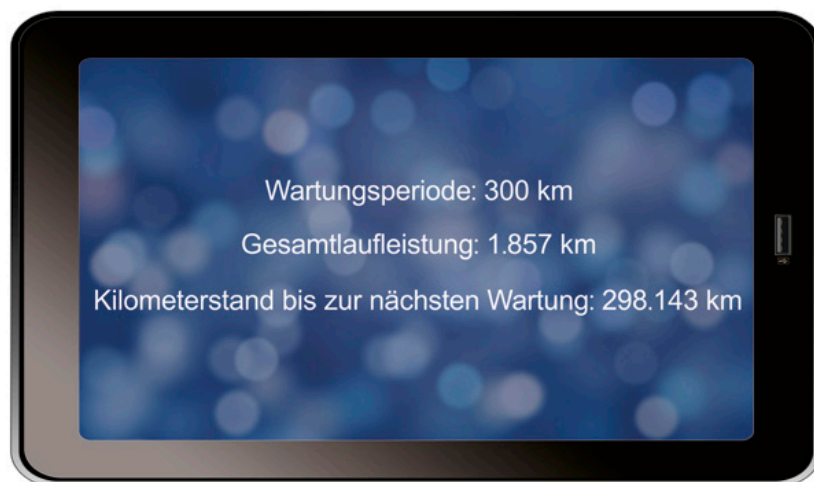 Wartungsperiode: 300 km
Gesamtlaufleistung: 1.857 km
Kilometerstand bis zur nächsten Wartung: 298.143 km